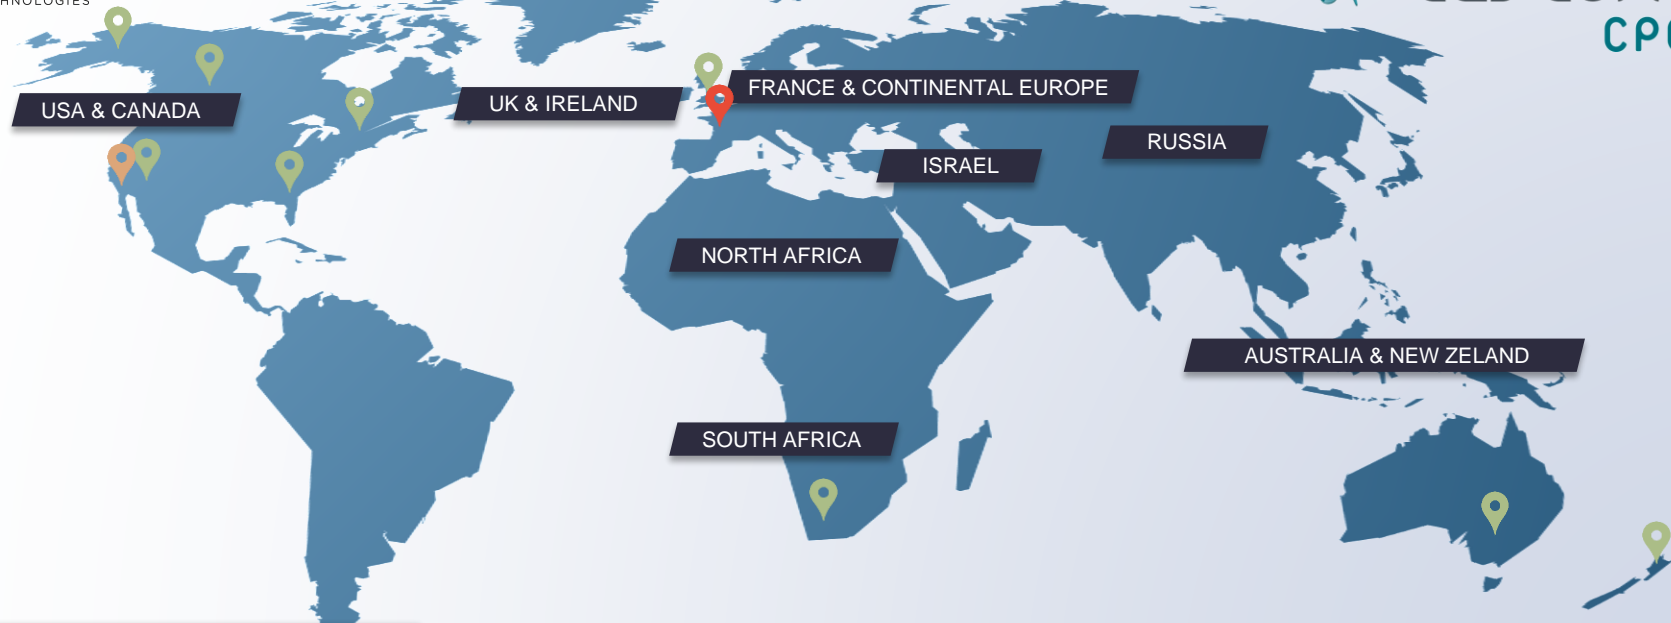 USA & CANADA
UK & IRELAND
FRANCE & CONTINENTAL EUROPE
RUSSIA
ISRAEL
NORTH AFRICA
AUSTRALIA & NEW ZELAND
SOUTH AFRICA